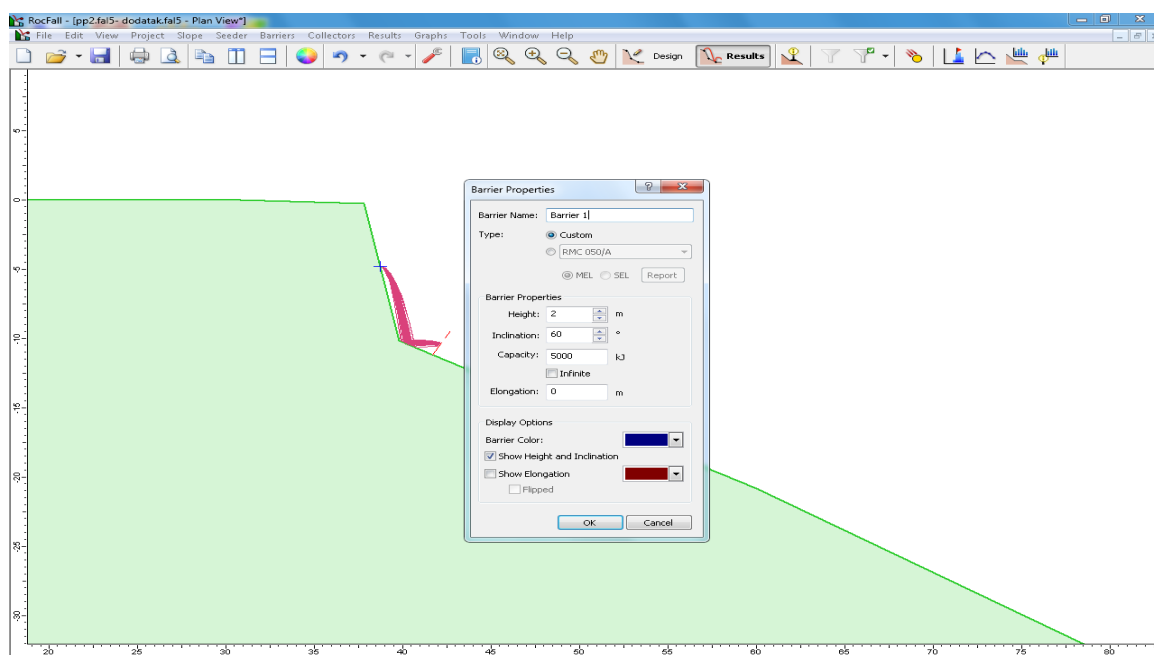 RocFall - [pp2.fal5- dodatak.fal5 - Plan View*]
File Edit View Project Slope Seeder Barriers Collectors Results Graphs Tools Window Help
Design Results
5
0
-5
-10
-15
-20
-25
-30
Barrier Properties
Barrier Name: Barrier 1
Type: Custom
RMC 050/A
MEL SEL Report
Barrier Properties
Height: 2 m
Inclination: 60 °
Capacity: 5000 kJ
Infinite
Elongation: 0 m
Display Options
Barrier Color:
Show Height and Inclination
Show Elongation
Flipped
OK Cancel
20 25 30 35 40 45 50 55 60 65 70 75 80